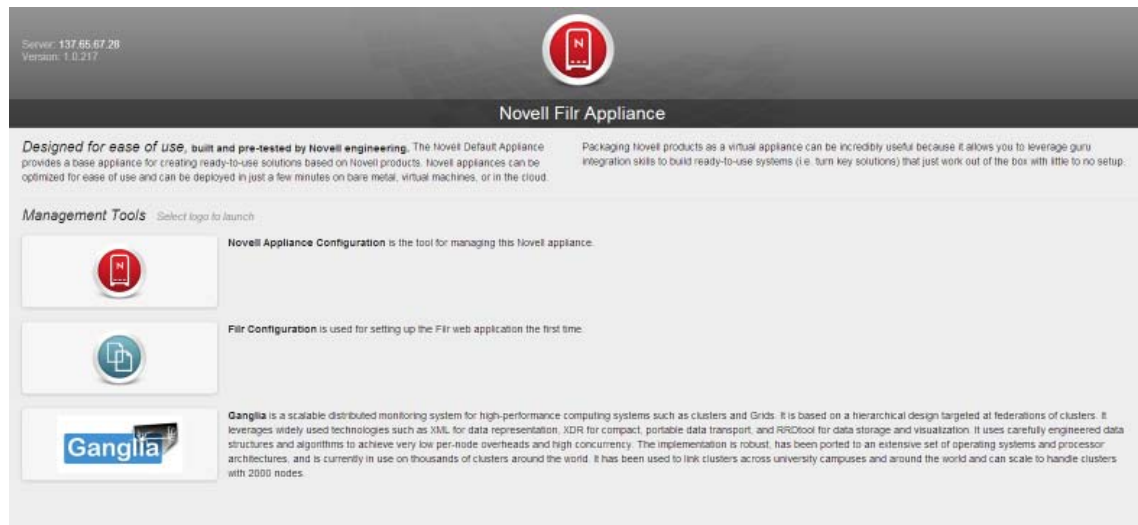 Server: 137.65.67.28
Version: 1.0.217
N
Novell Filr Appliance
Designed for ease of use, built and pre-tested by Novell engineering. The Novell Default Appliance
provides a base appliance for creating ready-to-use solutions based on Novell products. Novell appliances can be
optimized for ease of use and can be deployed in just a few minutes on bare metal, virtual machines, or in the cloud.
Packaging Novell products as a virtual appliance can be incredibly useful because it allows you to leverage guru
integration skills to build ready-to-use systems (i.e. turn key solutions) that just work out of the box with little to no setup.
Management Tools Select logo to launch
N
Novell Appliance Configuration is the tool for managing this Novell appliance.
Filr Configuration is used for setting up the Filr web application the first time.
Ganglia
Ganglia is a scalable distributed monitoring system for high-performance computing systems such as clusters and Grids. It is based on a hierarchical design targeted at federations of clusters. It
leverages widely used technologies such as XML for data representation, XDR for compact, portable data transport, and RRDtool for data storage and visualization. It uses carefully engineered data
structures and algorithms to achieve very low per-node overheads and high concurrency. The implementation is robust, has been ported to an extensive set of operating systems and processor
architectures, and is currently in use on thousands of clusters around the world. It has been used to link clusters across university campuses and around the world and can scale to handle clusters
with 2000 nodes.